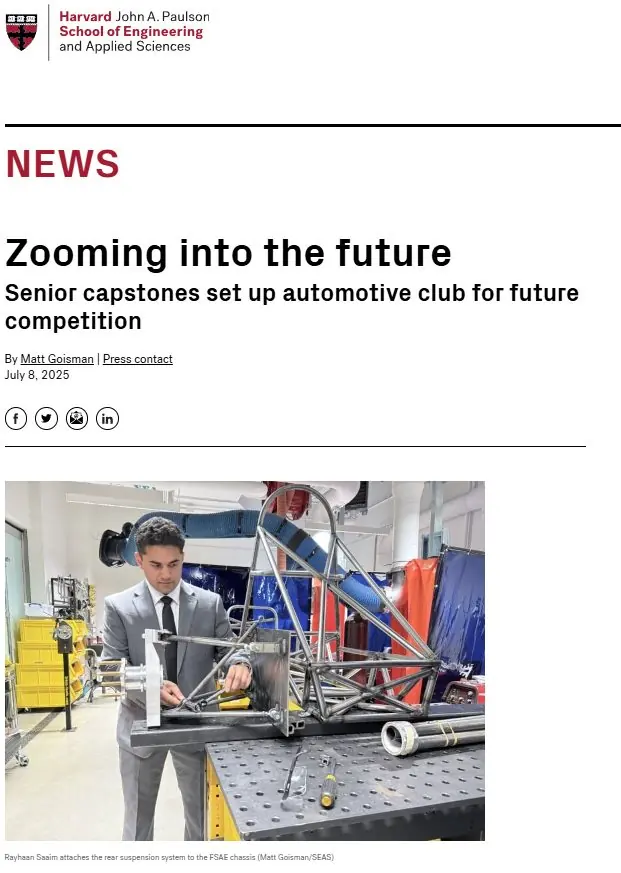 Harvard John A. Paulson
School of Engineering
and Applied Sciences
NEWS
Zooming into the future
Senior capstones set up automotive club for future
competition
By Matt Goisman | Press contact
July 8, 2025
Rayhaan Saaim attaches the rear suspension system to the FSAE chassis (Matt Goisman/SEAS)